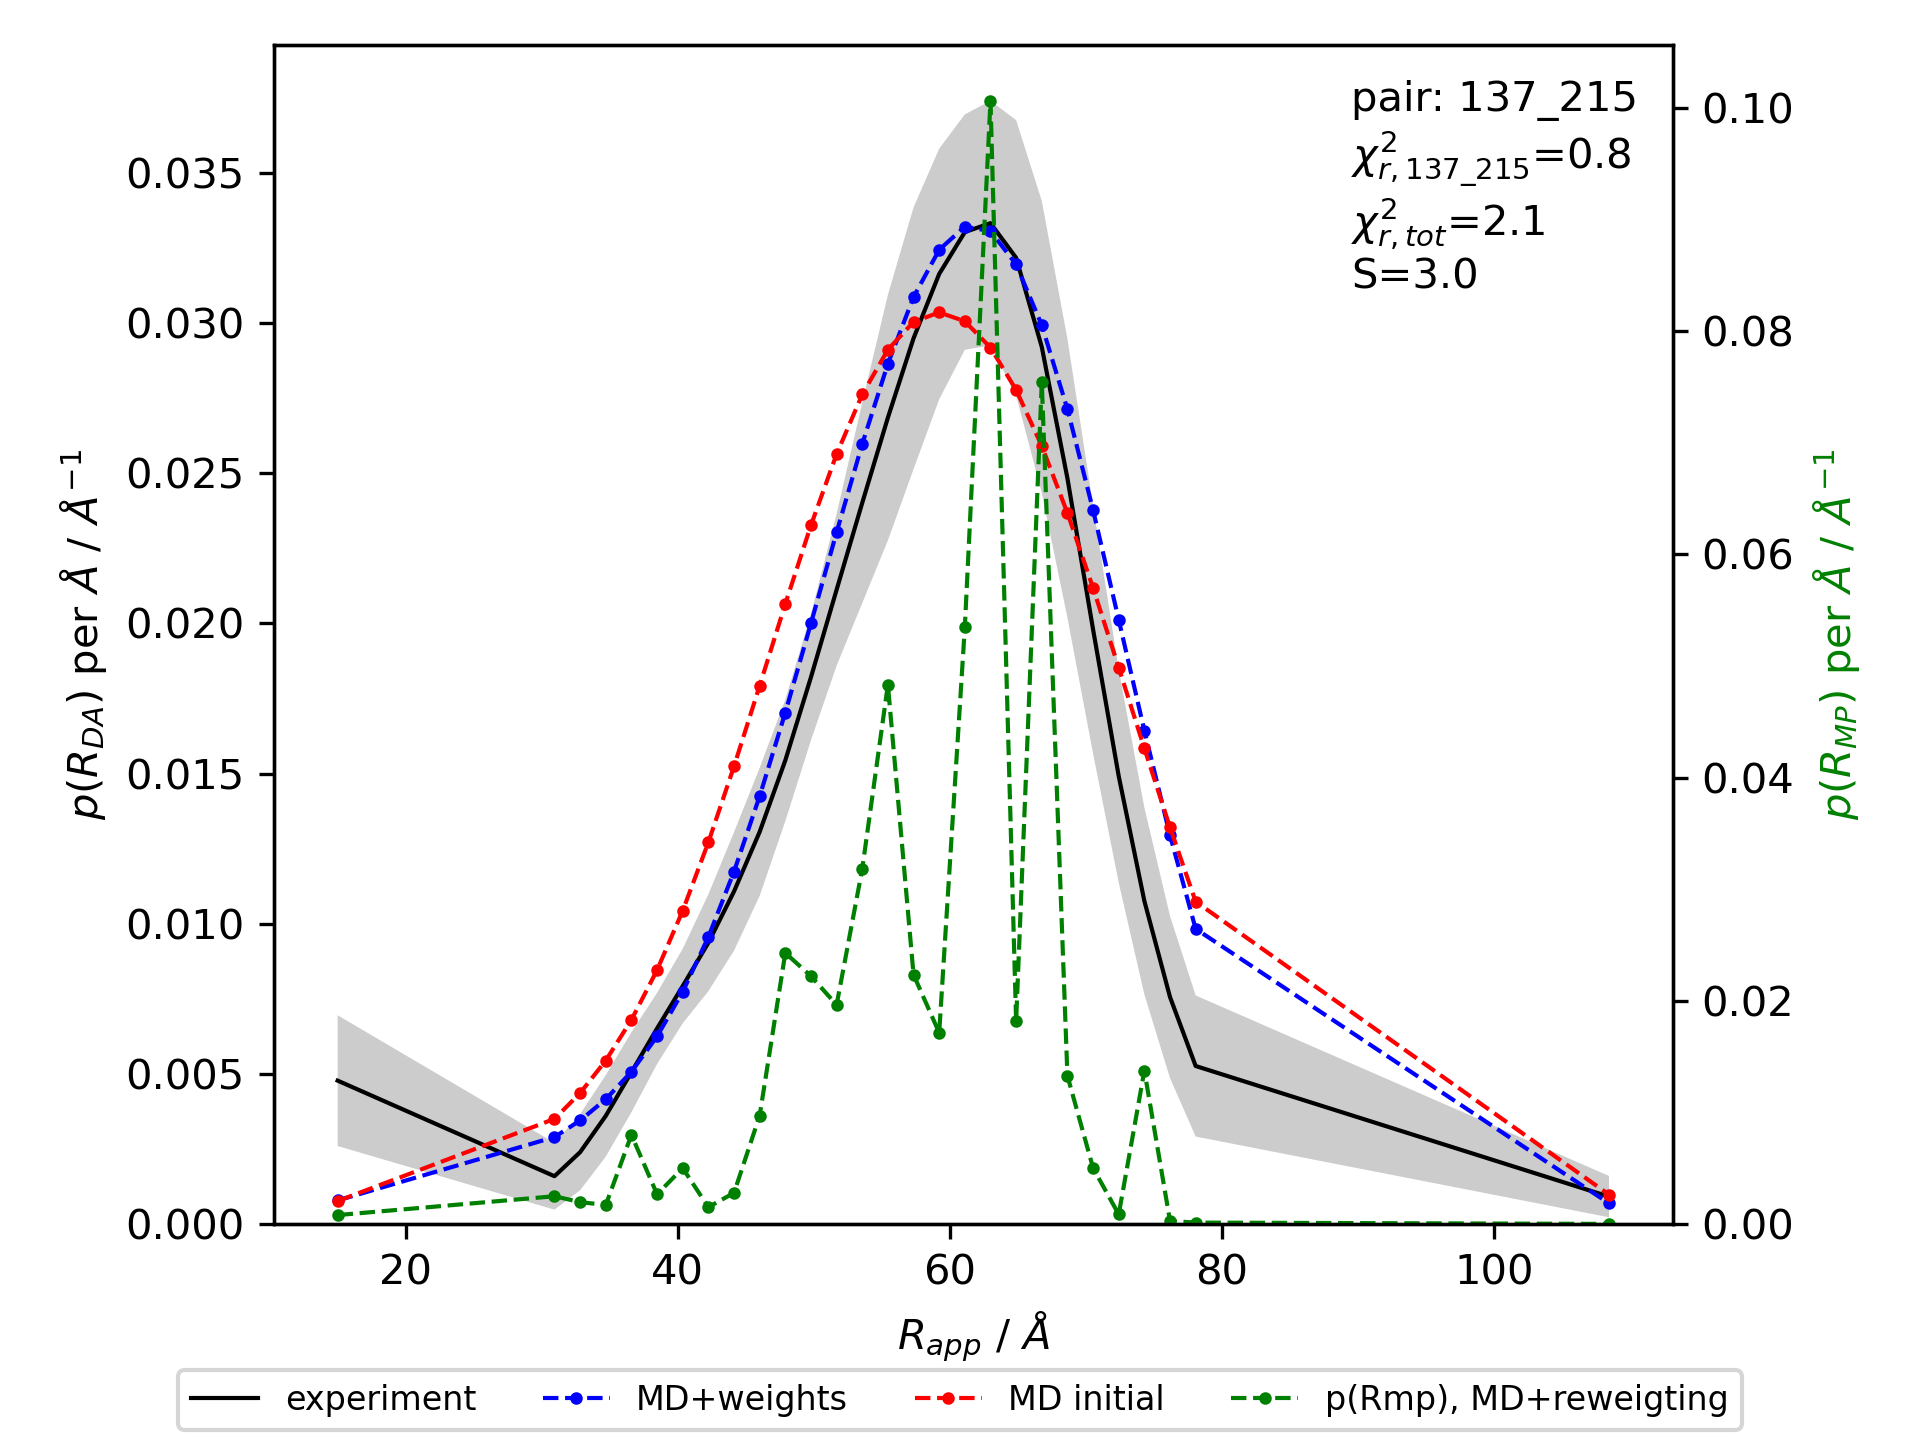 pair: 137_215
χ²r, 137_215=0.8
χ²r, tot=2.1
S=3.0
0.035
0.030
0.025
0.020
0.015
0.010
0.005
0.000
p(R_DA) per Å / Å⁻¹
0.10
0.08
0.06
0.04
0.02
0.00
p(R_MP) per Å / Å⁻¹
20 40 60 80 100
R_app / Å
experiment MD+weights MD initial p(Rmp), MD+reweigting